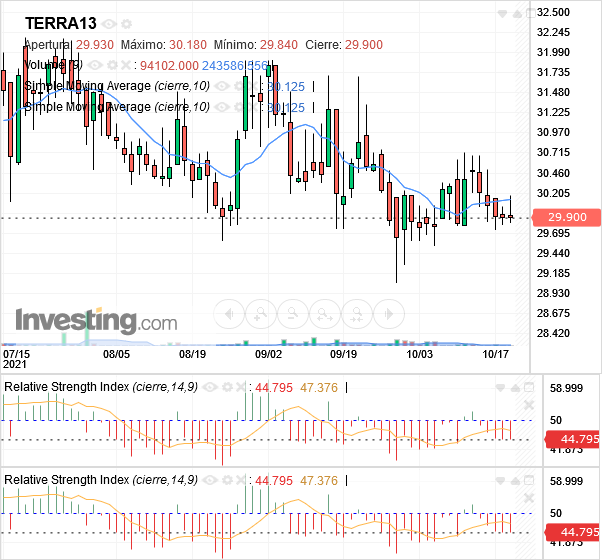 TERRA13
Apertura: 29.930 Máximo: 30.180 Mínimo: 29.840 Cierre: 29.900
Volume (9) : 94102.000 243586.556
Simple Moving Average (cierre,10) : 30.125
Simple Moving Average (cierre,10) : 30.125
32.500
32.245
31.990
31.735
31.480
31.225
30.970
30.715
30.460
30.205
29.900
29.695
29.440
29.185
28.930
28.675
28.420
Investing.com
07/15 08/05 08/19 09/02 09/19 10/03 10/17
2021
Relative Strength Index (cierre,14,9) : 44.795 47.376
58.999
50
44.795
41.873
Relative Strength Index (cierre,14,9) : 44.795 47.376
58.999
50
44.795
41.873